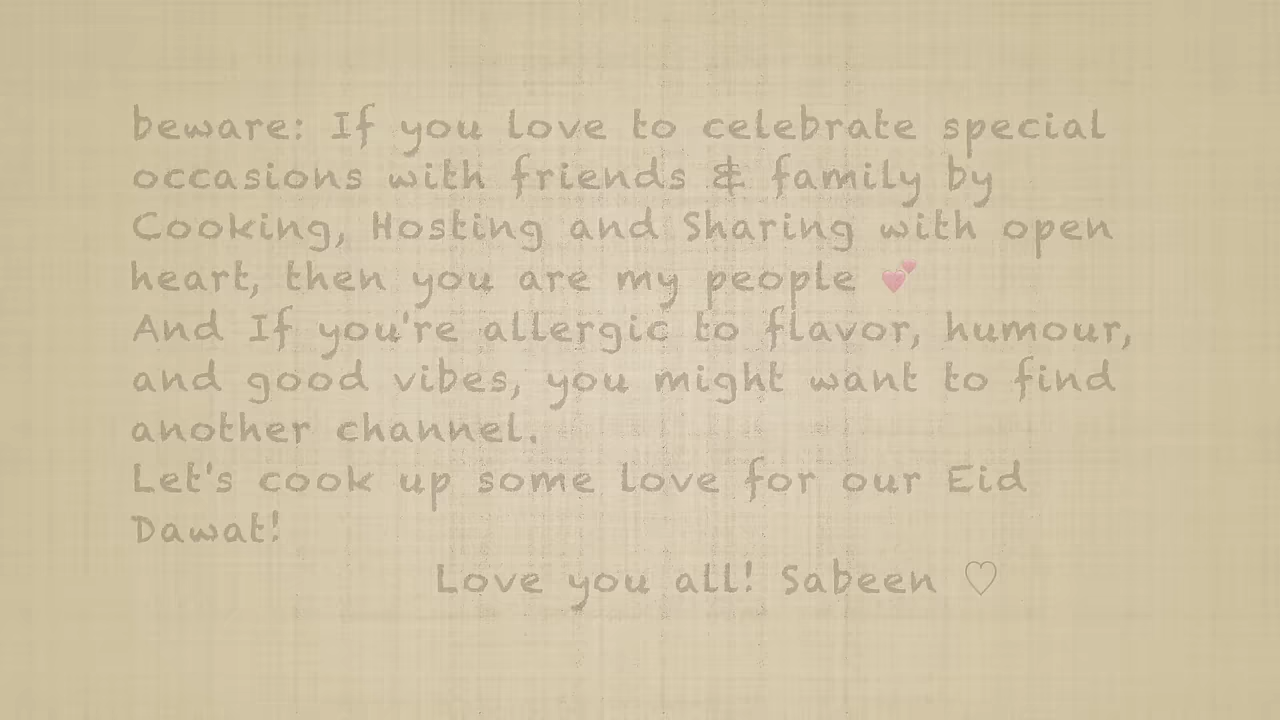 beware: If you love to celebrate special
occasions with friends & family by
Cooking, Hosting and Sharing with open
heart, then you are my people 💕
And If you're allergic to flavor, humour,
and good vibes, you might want to find
another channel.
Let's cook up some love for our Eid
Dawat!
Love you all! Sabeen ♡